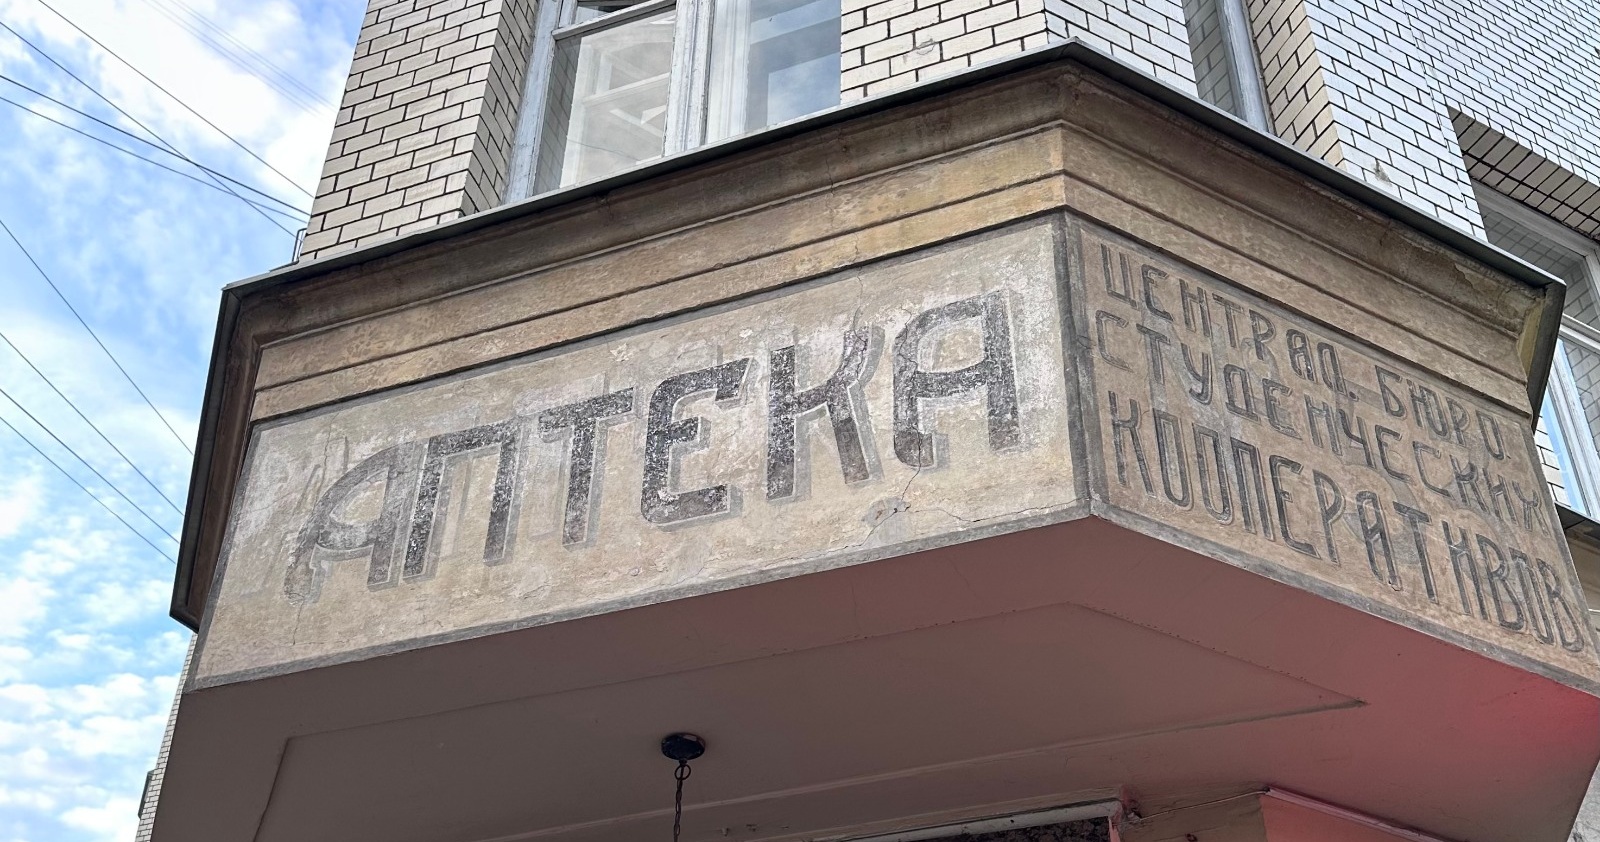 АПТЕКА
ЦЕНТРАЛ. БЮРО
СТУДЕНЧЕСКИХ
КООПЕРАТИВОВ